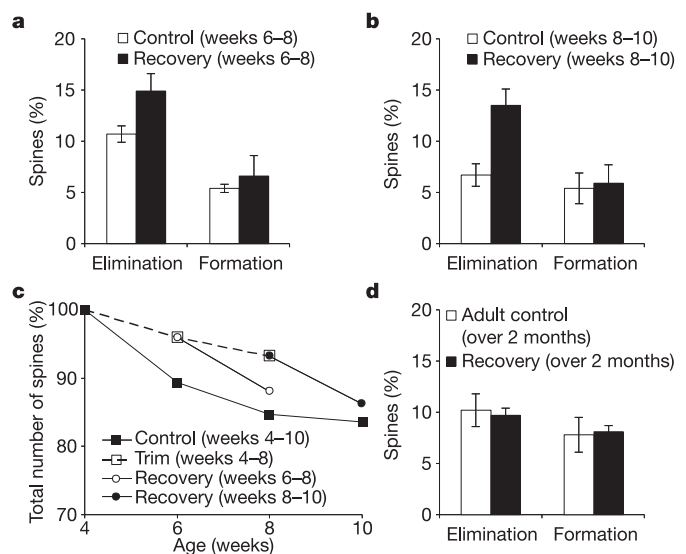 a
20
15
10
5
0
Spines (%)
Control (weeks 6–8)
Recovery (weeks 6–8)
Elimination
Formation
b
20
15
10
5
0
Spines (%)
Control (weeks 8–10)
Recovery (weeks 8–10)
Elimination
Formation
c
100
90
80
70
Total number of spines (%)
Control (weeks 4–10)
Trim (weeks 4–8)
Recovery (weeks 6–8)
Recovery (weeks 8–10)
4
6
8
10
Age (weeks)
d
20
15
10
5
0
Spines (%)
Adult control
(over 2 months)
Recovery (over 2 months)
Elimination
Formation